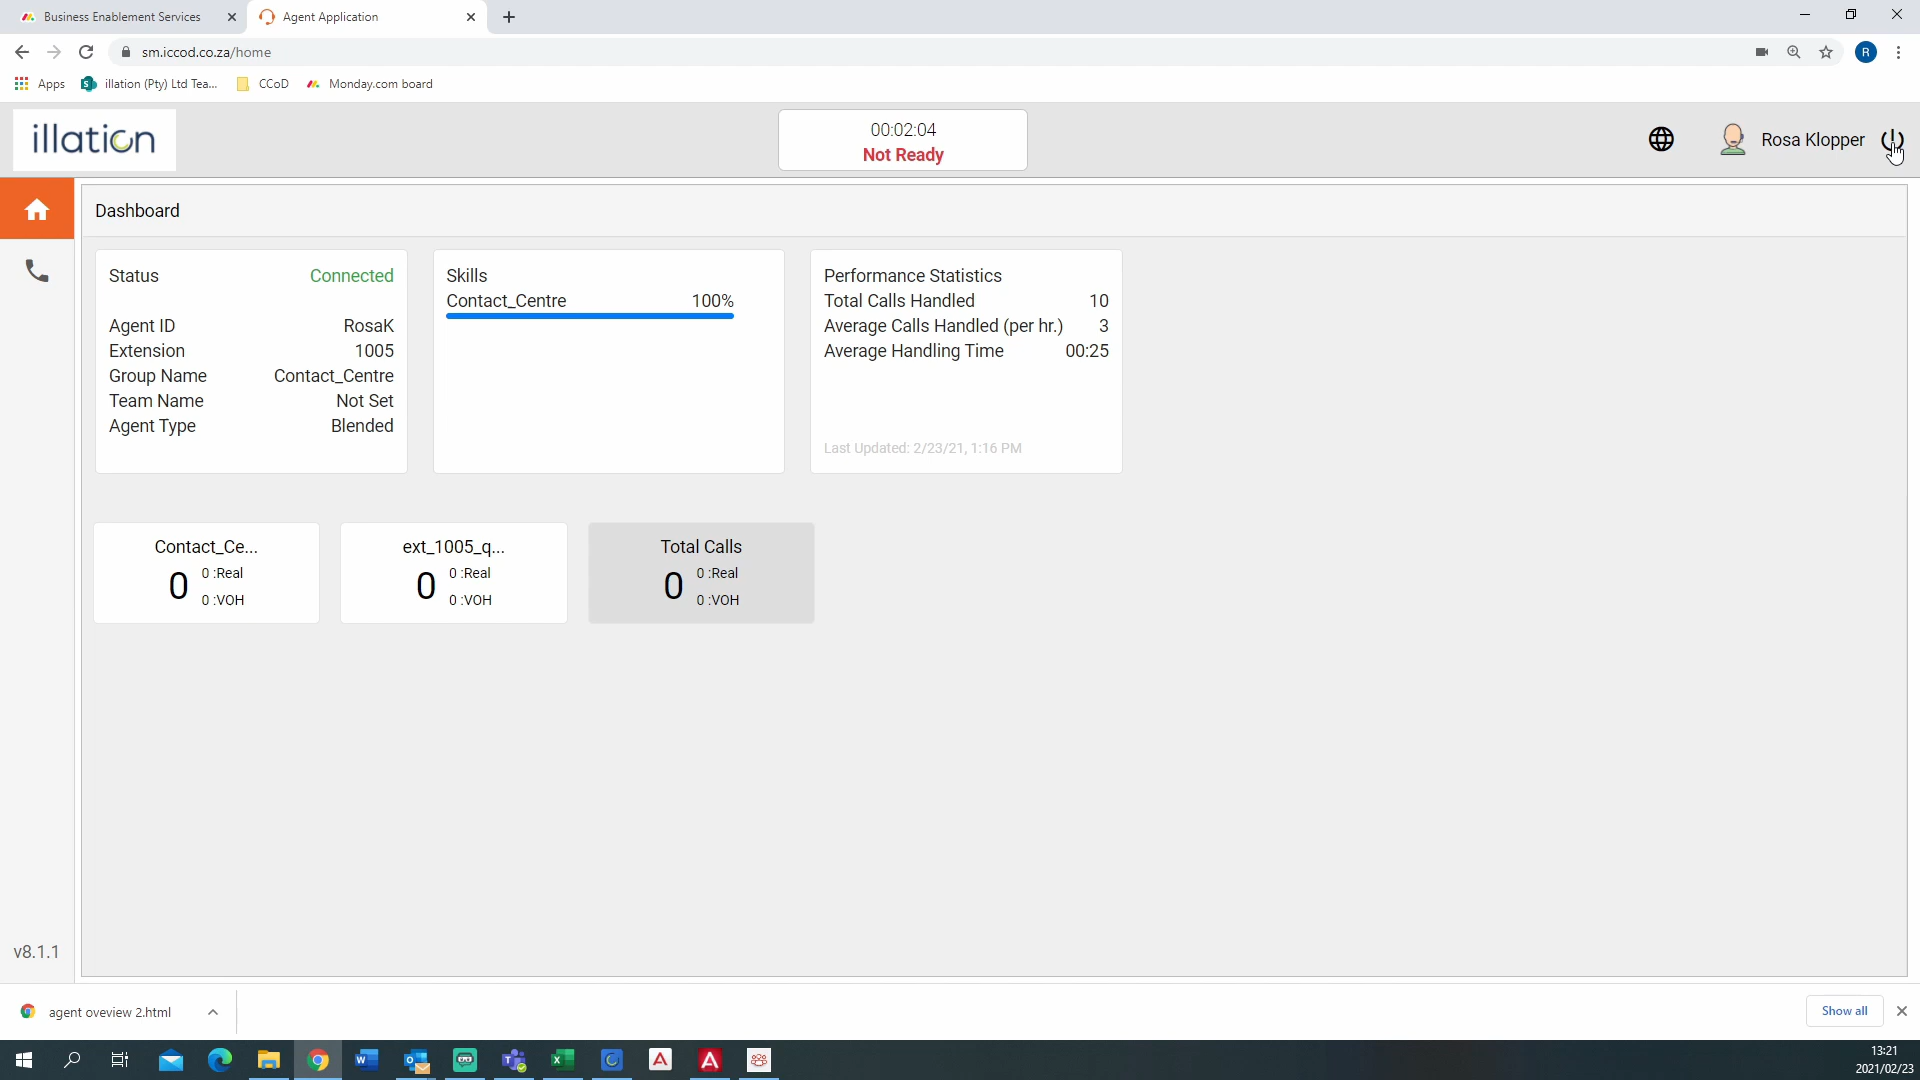 Business Enablement Services
Agent Application
sm.iccod.co.za/home
R
Apps
illation (Pty) Ltd Tea...
CCoD
Monday.com board
illation
00:02:04
Not Ready
Rosa Klopper
Dashboard
Status Connected
Agent ID RosaK
Extension 1005
Group Name Contact_Centre
Team Name Not Set
Agent Type Blended
Skills
Contact_Centre 100%
Performance Statistics
Total Calls Handled 10
Average Calls Handled (per hr.) 3
Average Handling Time 00:25
Last Updated: 2/23/21, 1:16 PM
Contact_Ce...
0 0 :Real
0 :VOH
ext_1005_q...
0 0 :Real
0 :VOH
Total Calls
0 0 :Real
0 :VOH
v8.1.1
agent oveview 2.html
Show all
13:21
2021/02/23